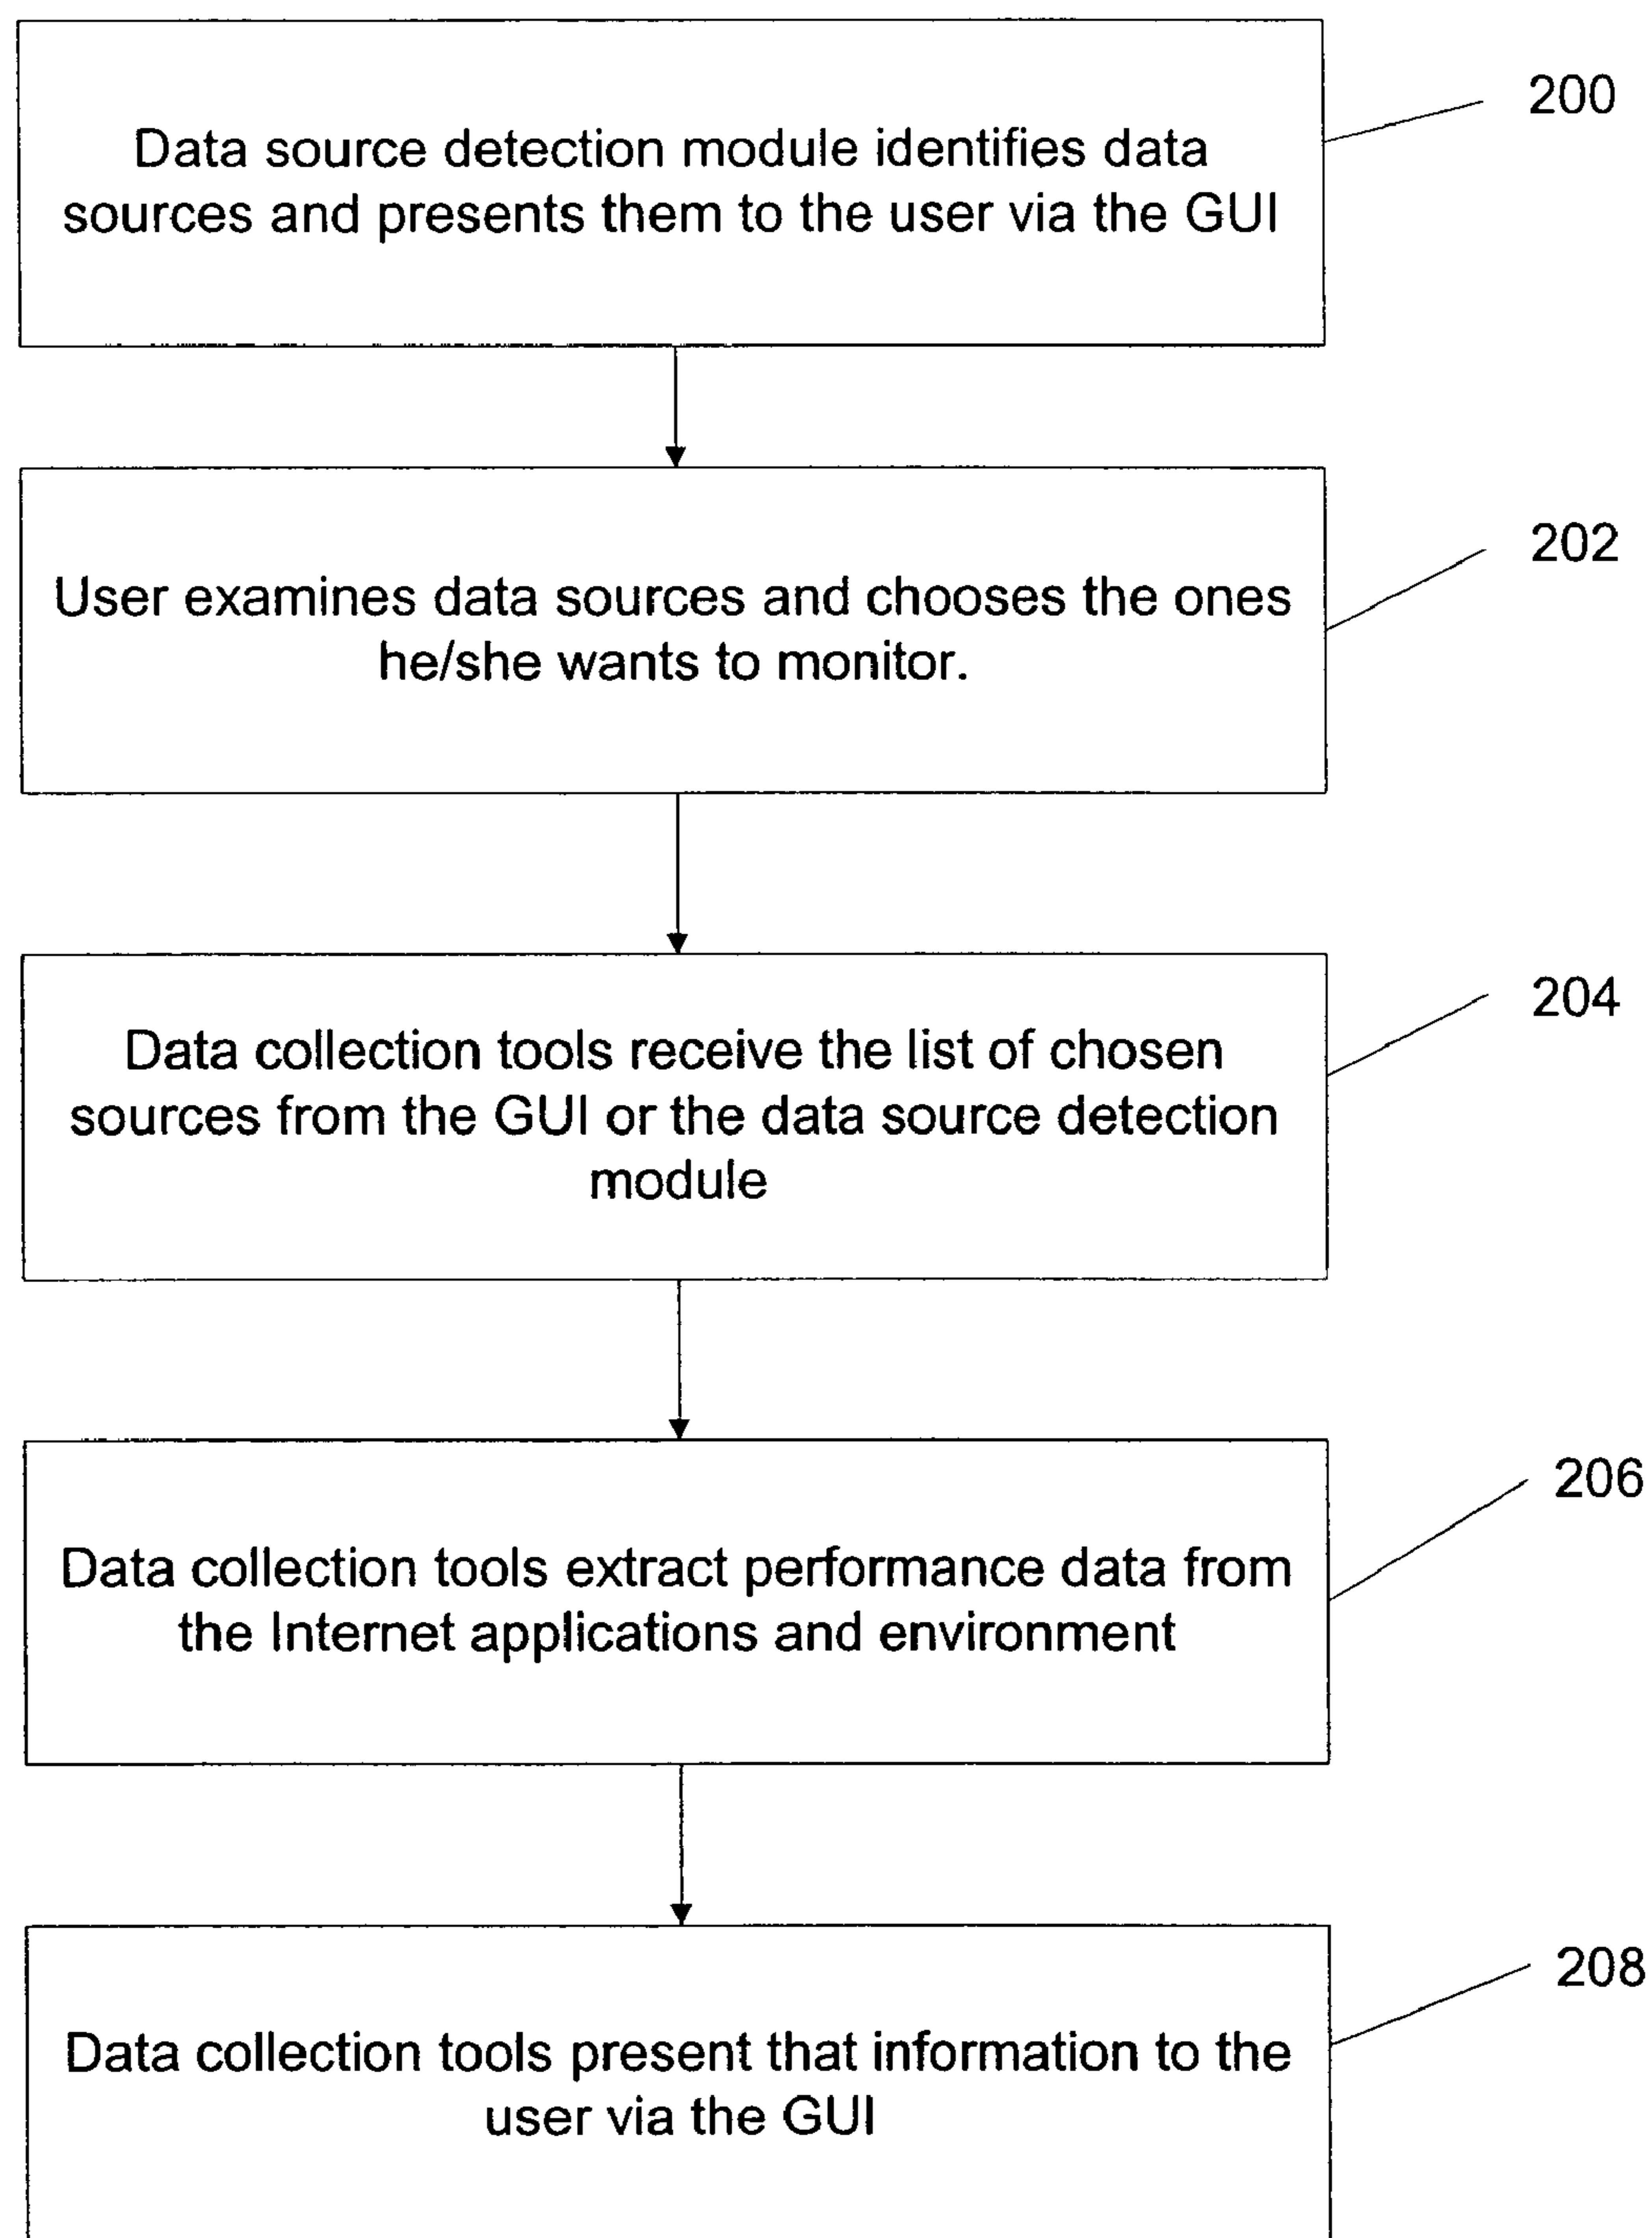 Data source detection module identifies data
sources and presents them to the user via the GUI
200
User examines data sources and chooses the ones
he/she wants to monitor.
202
Data collection tools receive the list of chosen
sources from the GUI or the data source detection
module
204
Data collection tools extract performance data from
the Internet applications and environment
206
Data collection tools present that information to the
user via the GUI
208